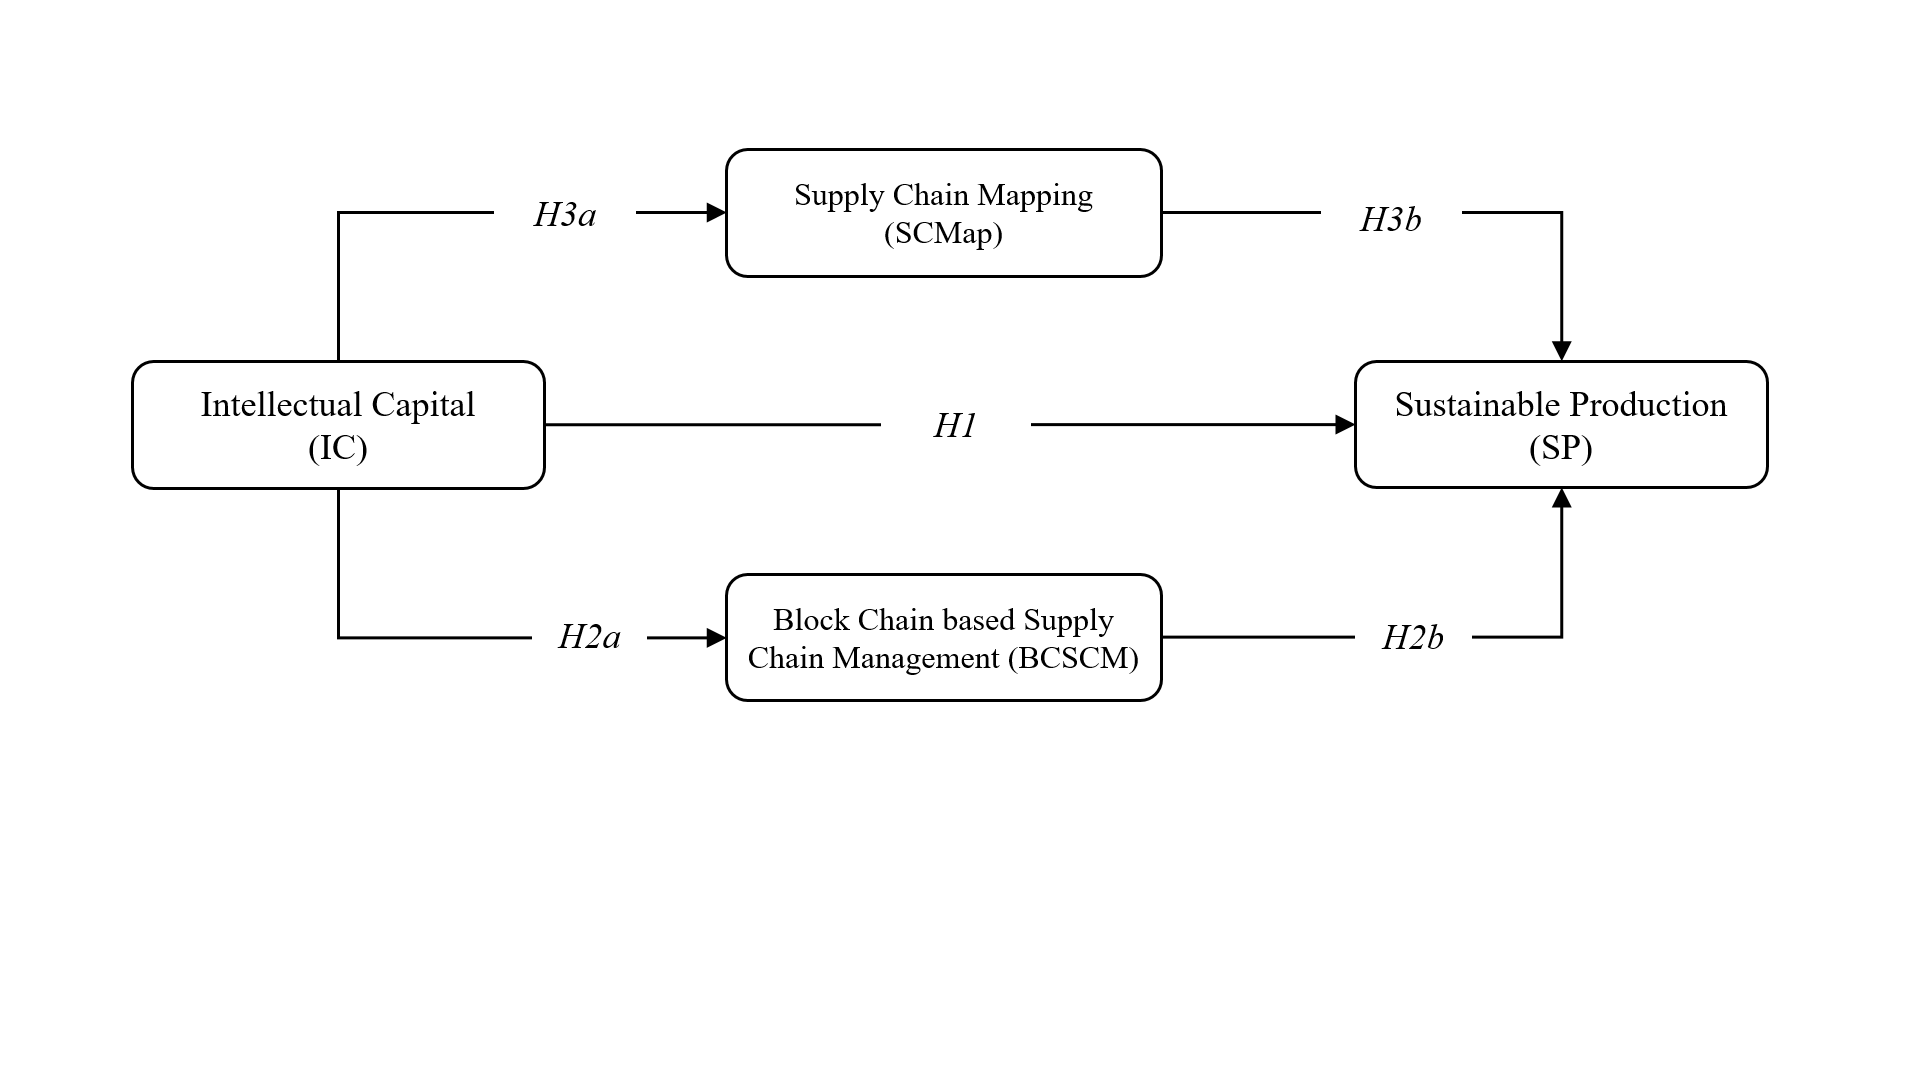 Supply Chain Mapping
(SCMap)
H3a
H3b
Intellectual Capital
(IC)
H1
Sustainable Production
(SP)
H2a
Block Chain based Supply
Chain Management (BCSCM)
H2b